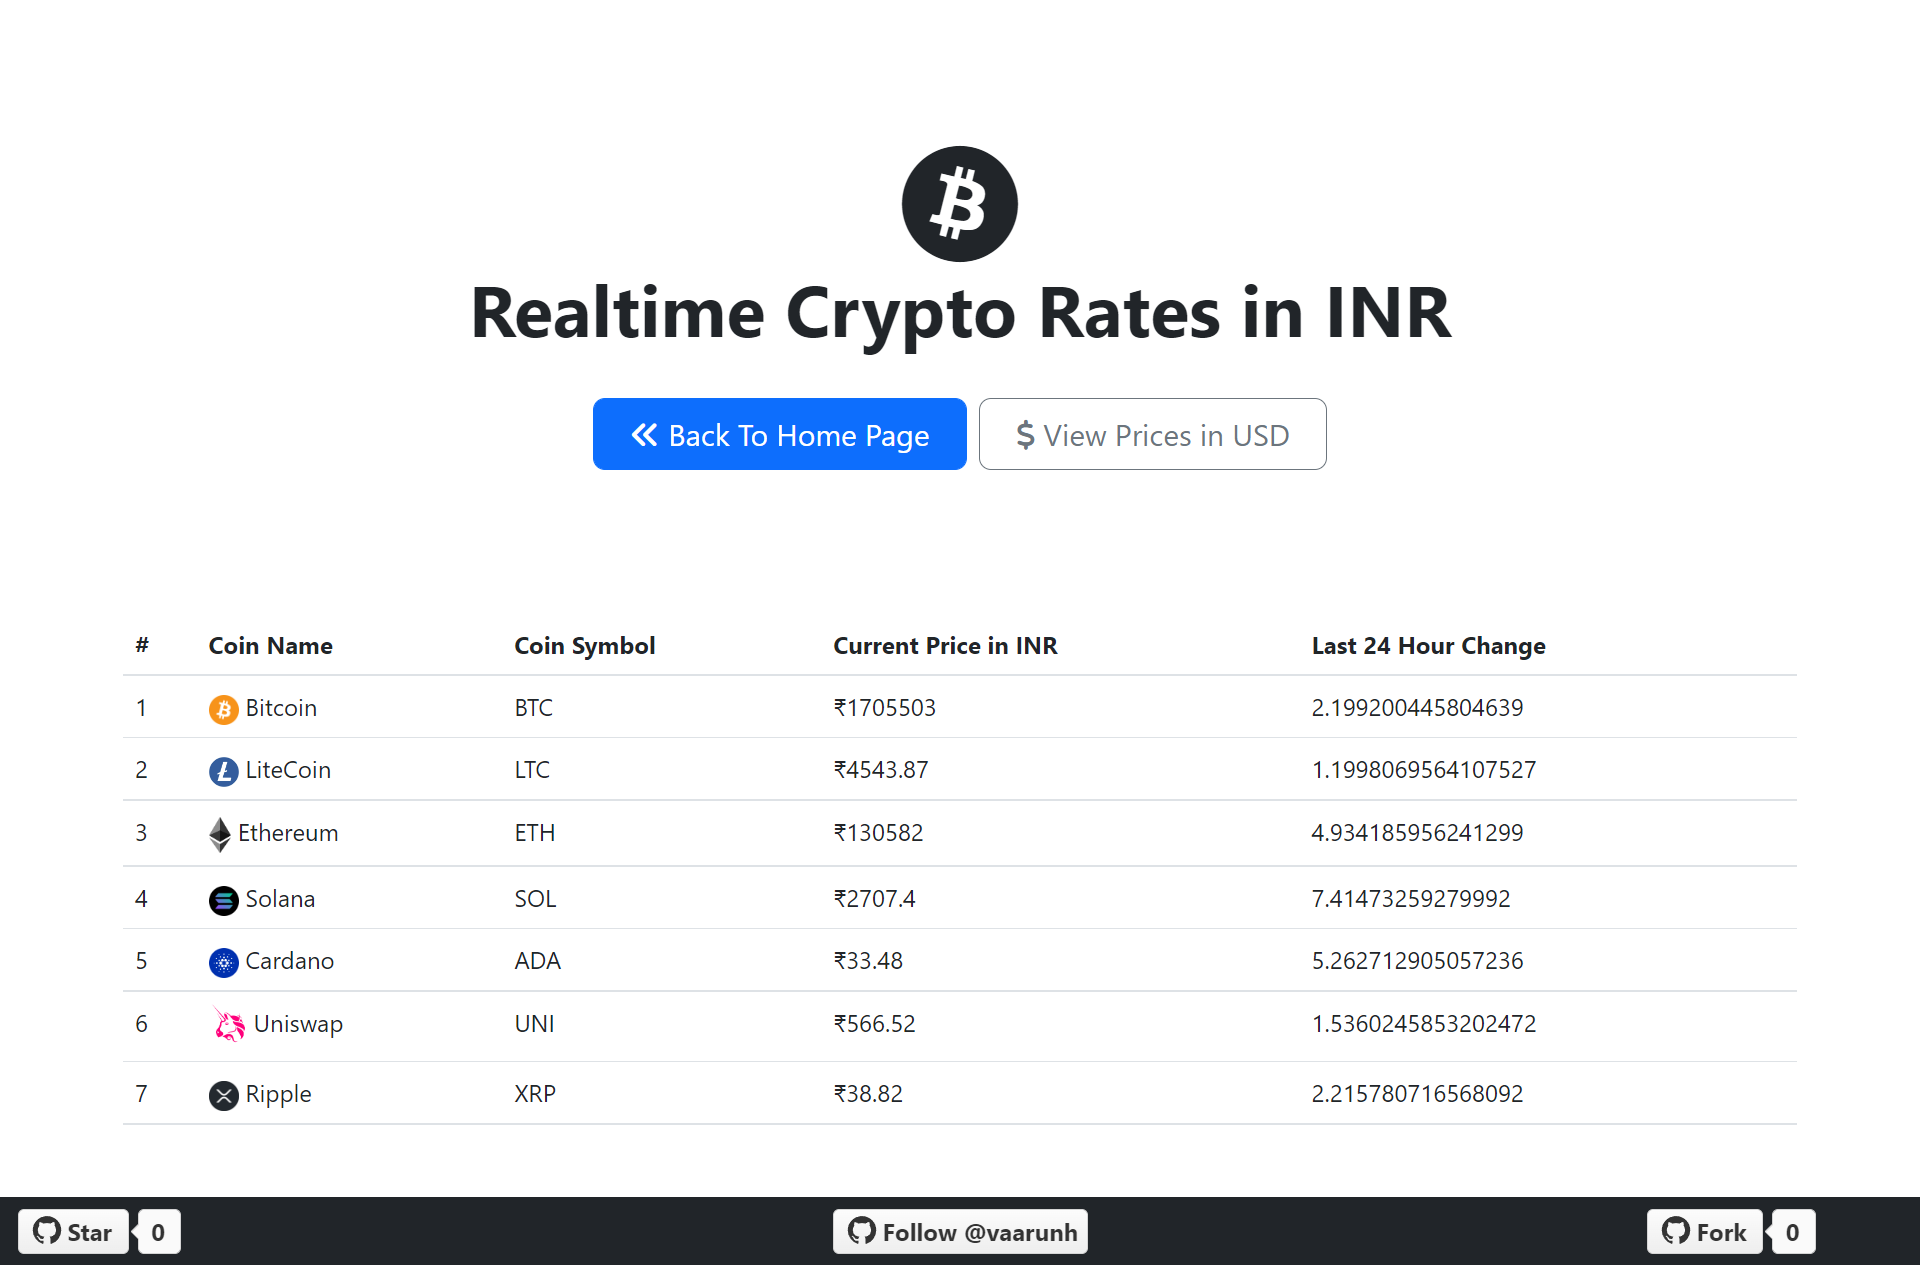 Realtime Crypto Rates in INR
Back To Home Page
$ View Prices in USD
# Coin Name Coin Symbol Current Price in INR Last 24 Hour Change
1 Bitcoin BTC ₹1705503 2.199200445804639
2 LiteCoin LTC ₹4543.87 1.1998069564107527
3 Ethereum ETH ₹130582 4.934185956241299
4 Solana SOL ₹2707.4 7.41473259279992
5 Cardano ADA ₹33.48 5.262712905057236
6 Uniswap UNI ₹566.52 1.5360245853202472
7 Ripple XRP ₹38.82 2.215780716568092
Star 0 Follow @vaarunh Fork 0